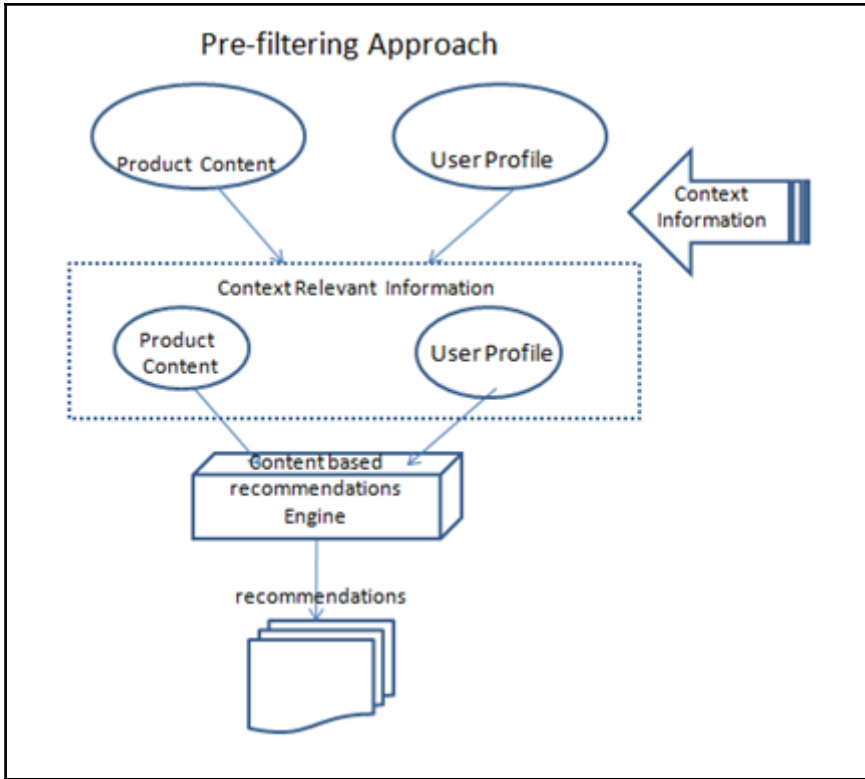 Pre-filtering Approach
Product Content
User Profile
Context
Information
Context Relevant Information
Product
Content
User Profile
Content based
recommendations
Engine
recommendations